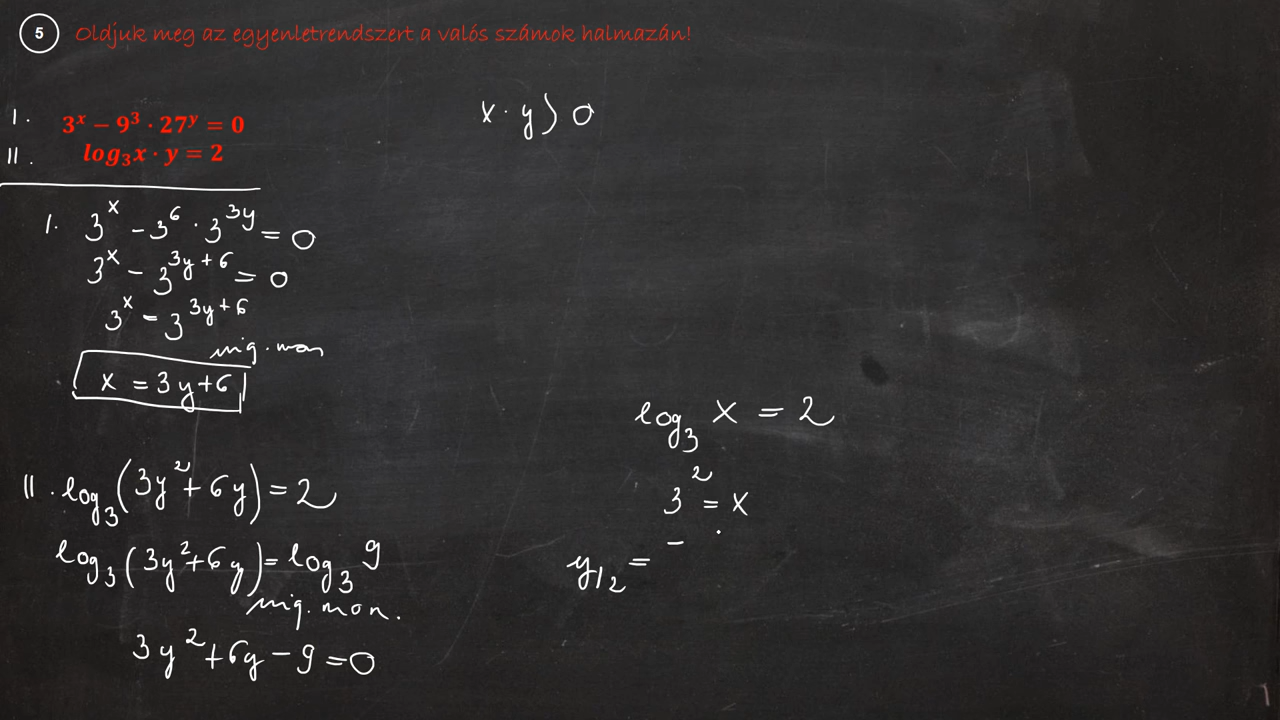 5 Oldjuk meg az egyenletrendszert a valós számok halmazán!
I. 3^x − 9^3 · 27^y = 0
II. log_3 x · y = 2
x · y > 0
I. 3^x − 3^6 · 3^{3y} = 0
3^x − 3^{3y+6} = 0
3^x = 3^{3y+6}
szig. mon
x = 3y+6
II. log_3 (3y^2 + 6y) = 2
log_3 (3y^2+6y) = log_3 9
szig. mon.
3y^2 + 6y − 9 = 0
log_3 x = 2
3^2 = x
y_{12} = −
1